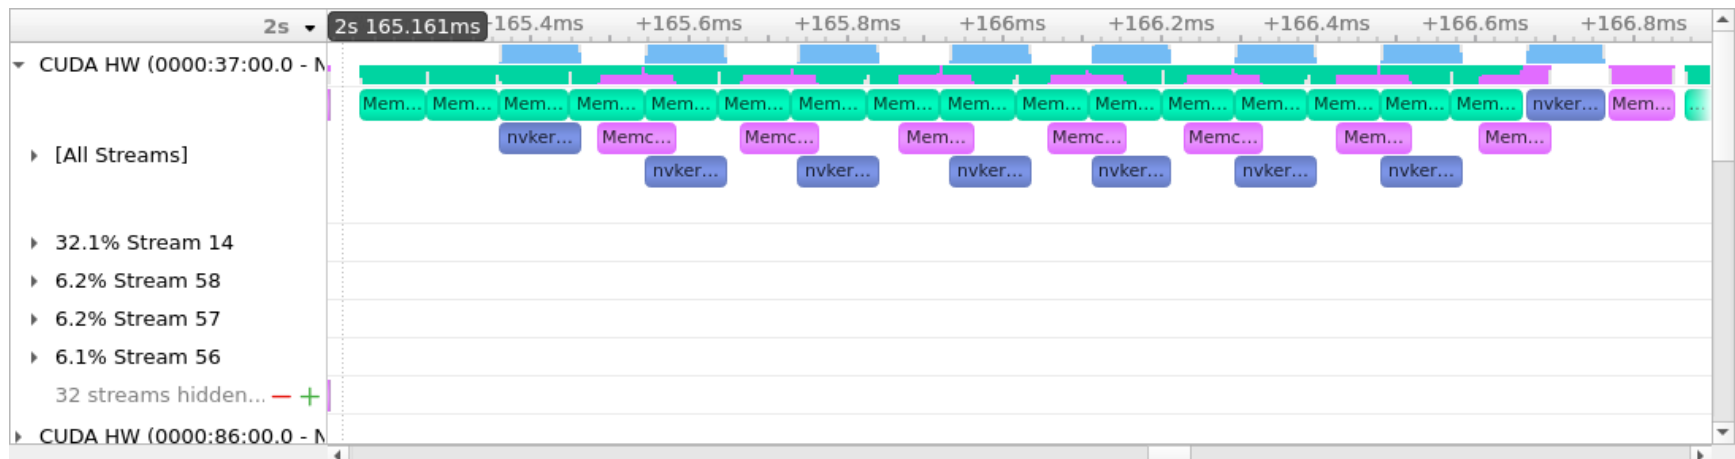 2s 2s 165.161ms +165.4ms +165.6ms +165.8ms +166ms +166.2ms +166.4ms +166.6ms +166.8ms
CUDA HW (0000:37:00.0 - N
Mem... Mem... Mem... Mem... Mem... Mem... Mem... Mem... Mem... Mem... Mem... Mem... Mem... Mem... Mem... nvker... Mem... ...
nvker... Memc... Memc... Mem... Memc... Memc... Mem... Mem...
[All Streams]
nvker... nvker... nvker... nvker... nvker... nvker...
32.1% Stream 14
6.2% Stream 58
6.2% Stream 57
6.1% Stream 56
32 streams hidden... − +
CUDA HW (0000:86:00.0 - N